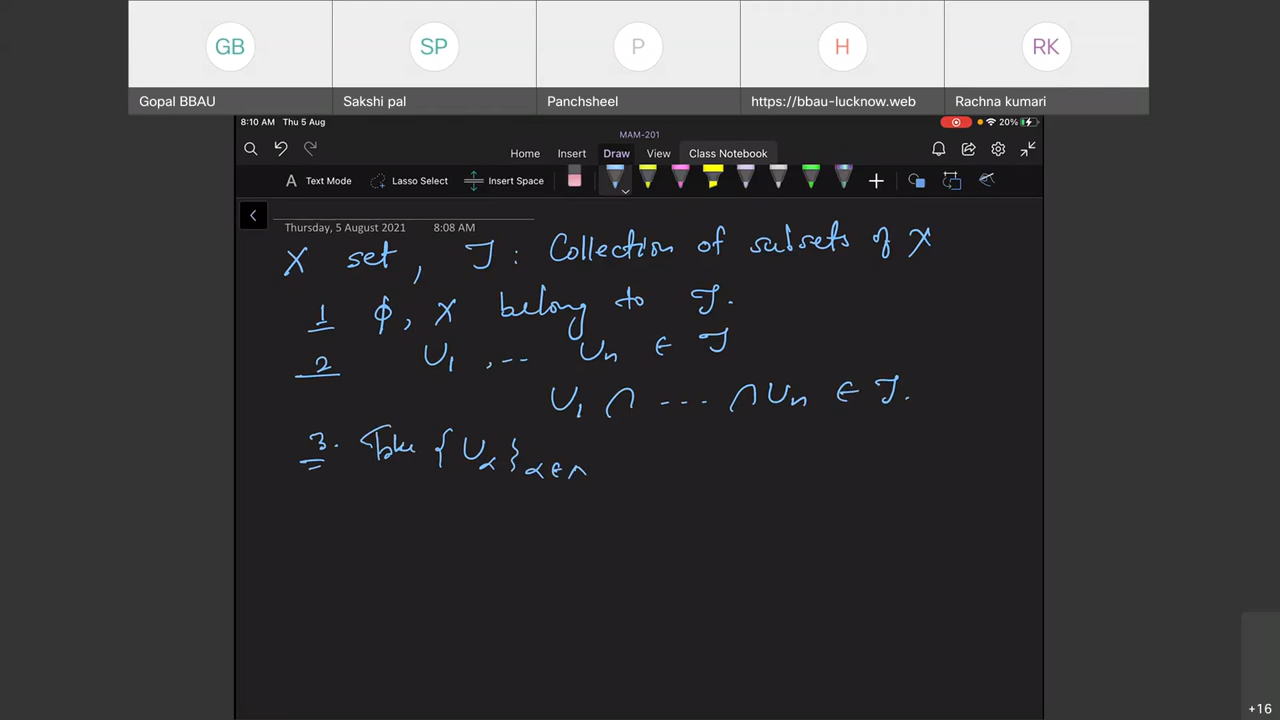 GB SP P H RK
Gopal BBAU Sakshi pal Panchsheel https://bbau-lucknow.web Rachna kumari
8:10 AM Thu 5 Aug 20%
MAM-201
Home Insert Draw View Class Notebook
A Text Mode Lasso Select Insert Space
Thursday, 5 August 2021 8:08 AM
X set, J : Collection of subsets of X
1 ϕ, X belong to J.
2 U₁, -- Uₙ ∈ J
U₁ ∩ --- ∩ Uₙ ∈ J.
3. Take {U_α}_α∈Λ
+16